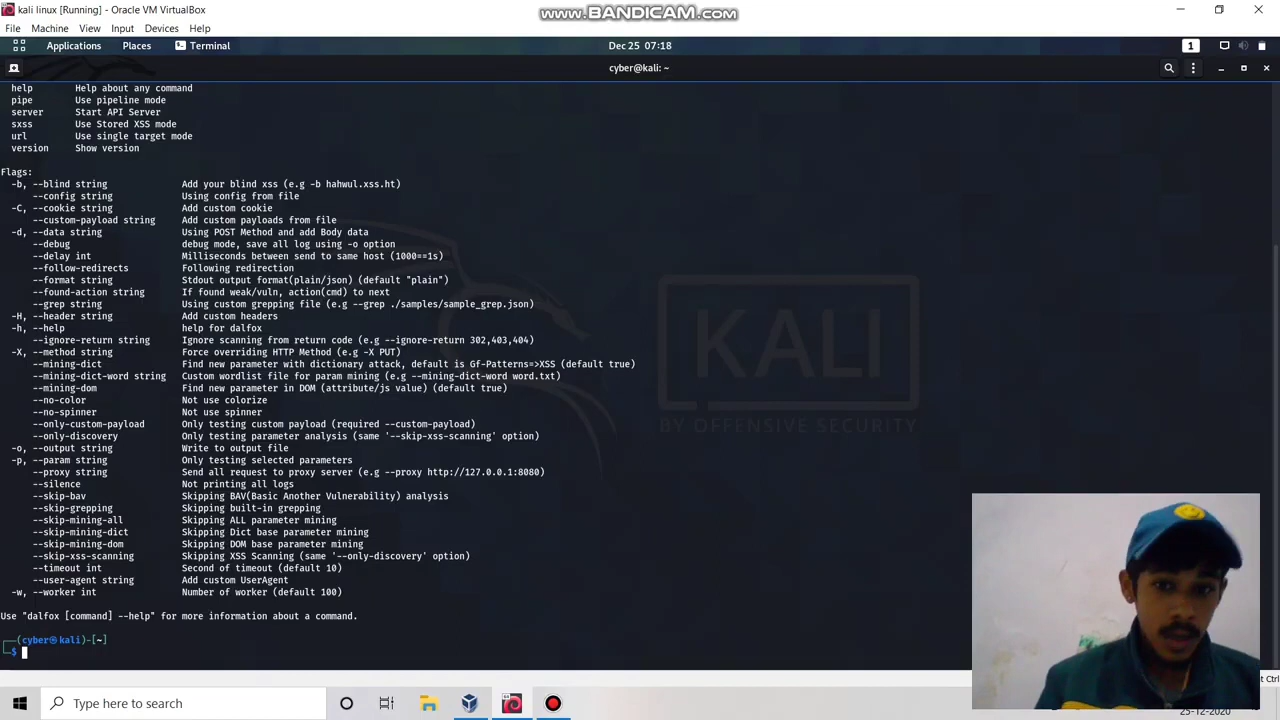 kali linux [Running] - Oracle VM VirtualBox
www.BANDICAM.com
File Machine View Input Devices Help
Applications Places Terminal Dec 25 07:18 1
cyber@kali: ~
help Help about any command
pipe Use pipeline mode
server Start API Server
sxss Use Stored XSS mode
url Use single target mode
version Show version
Flags:
-b, --blind string Add your blind xss (e.g -b hahwul.xss.ht)
--config string Using config from file
-C, --cookie string Add custom cookie
--custom-payload string Add custom payloads from file
-d, --data string Using POST Method and add Body data
--debug debug mode, save all log using -o option
--delay int Milliseconds between send to same host (1000==1s)
--follow-redirects Following redirection
--format string Stdout output format(plain/json) (default "plain")
--found-action string If found weak/vuln, action(cmd) to next
--grep string Using custom grepping file (e.g --grep ./samples/sample_grep.json)
-H, --header string Add custom headers
-h, --help help for dalfox
--ignore-return string Ignore scanning from return code (e.g --ignore-return 302,403,404)
-X, --method string Force overriding HTTP Method (e.g -X PUT)
--mining-dict Find new parameter with dictionary attack, default is Gf-Patterns=>XSS (default true)
--mining-dict-word string Custom wordlist file for param mining (e.g --mining-dict-word word.txt)
--mining-dom Find new parameter in DOM (attribute/js value) (default true)
--no-color Not use colorize
--no-spinner Not use spinner
--only-custom-payload Only testing custom payload (required --custom-payload)
--only-discovery Only testing parameter analysis (same '--skip-xss-scanning' option)
-o, --output string Write to output file
-p, --param string Only testing selected parameters
--proxy string Send all request to proxy server (e.g --proxy http://127.0.0.1:8080)
--silence Not printing all logs
--skip-bav Skipping BAV(Basic Another Vulnerability) analysis
--skip-grepping Skipping built-in grepping
--skip-mining-all Skipping ALL parameter mining
--skip-mining-dict Skipping Dict base parameter mining
--skip-mining-dom Skipping DOM base parameter mining
--skip-xss-scanning Skipping XSS Scanning (same '--only-discovery' option)
--timeout int Second of timeout (default 10)
--user-agent string Add custom UserAgent
-w, --worker int Number of worker (default 100)
Use "dalfox [command] --help" for more information about a command.
┌──(cyber㉿kali)-[~]
└─$
KALI
BY OFFENSIVE SECURITY
Ctrl
Type here to search
25-12-2020